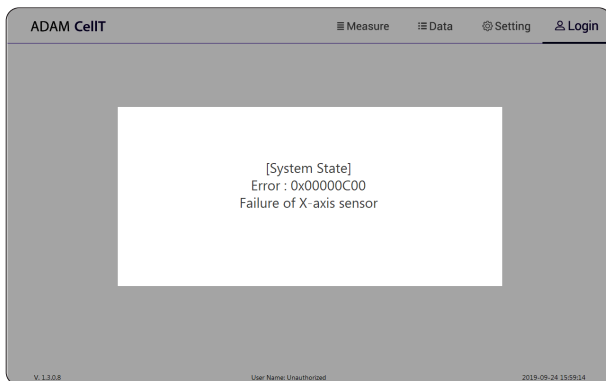 ADAM CellT Measure Data Setting Login
[System State]
Error : 0x00000C00
Failure of X-axis sensor
V. 1.3.0.8 User Name: Unauthorized 2019-09-24 15:59:14